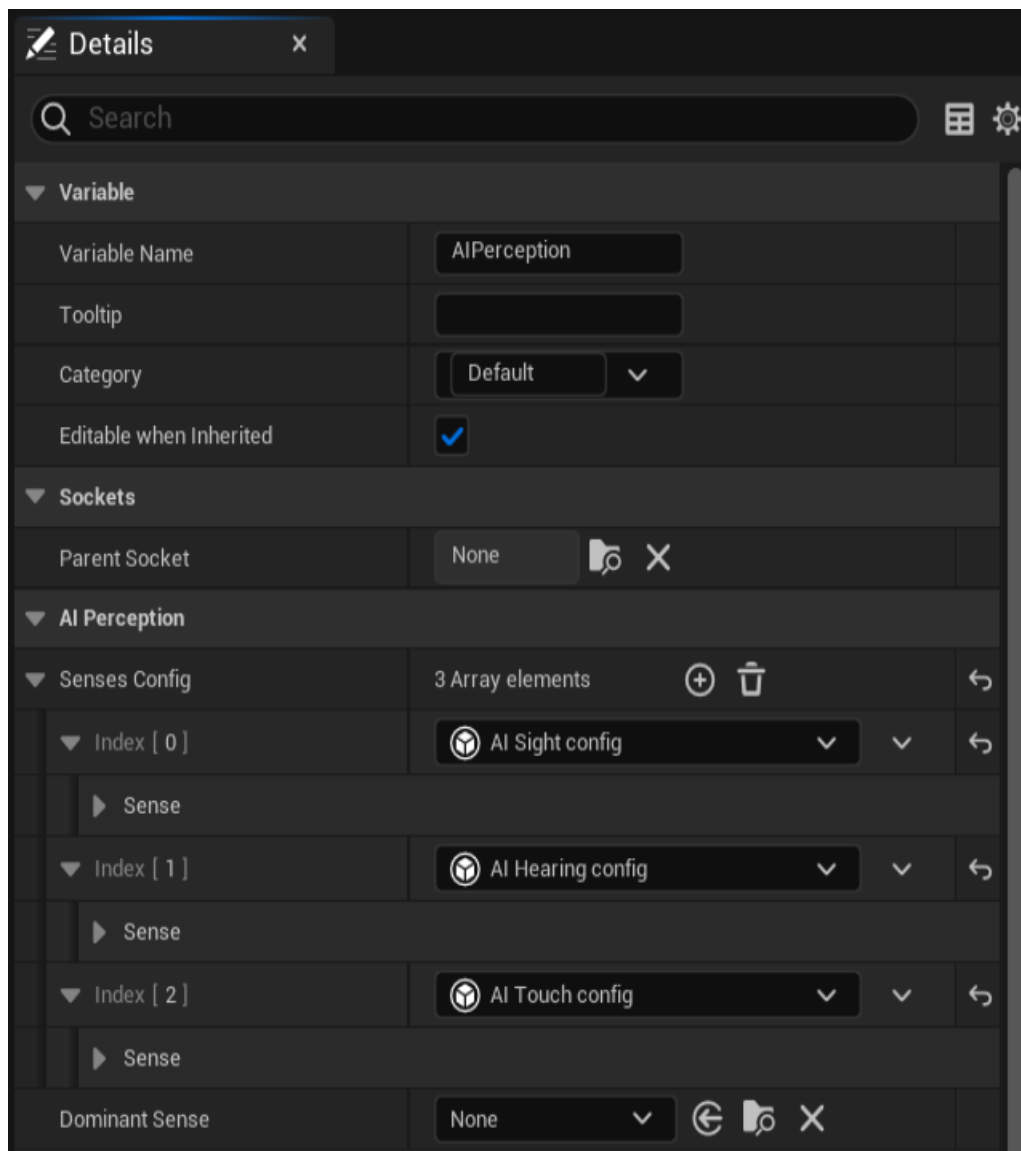 Details
Search
Variable
Variable Name AIPerception
Tooltip
Category Default
Editable when Inherited
Sockets
Parent Socket None
AI Perception
Senses Config 3 Array elements
Index [ 0 ] AI Sight config
Sense
Index [ 1 ] AI Hearing config
Sense
Index [ 2 ] AI Touch config
Sense
Dominant Sense None